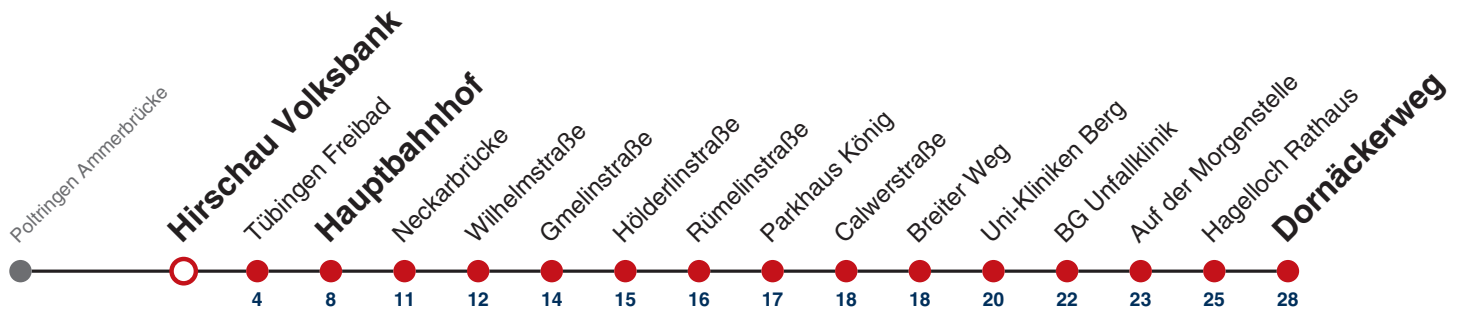 Poltringen Ammerbrücke
Hirschau Volksbank
Tübingen Freibad
Hauptbahnhof
Neckarbrücke
Wilhelmstraße
Gmelinstraße
Hölderlinstraße
Rümelinstraße
Parkhaus König
Calwerstraße
Breiter Weg
Uni-Kliniken Berg
BG Unfallklinik
Auf der Morgenstelle
Hagelloch Rathaus
Dornäckerweg
4 8 11 12 14 15 16 17 18 18 20 22 23 25 28